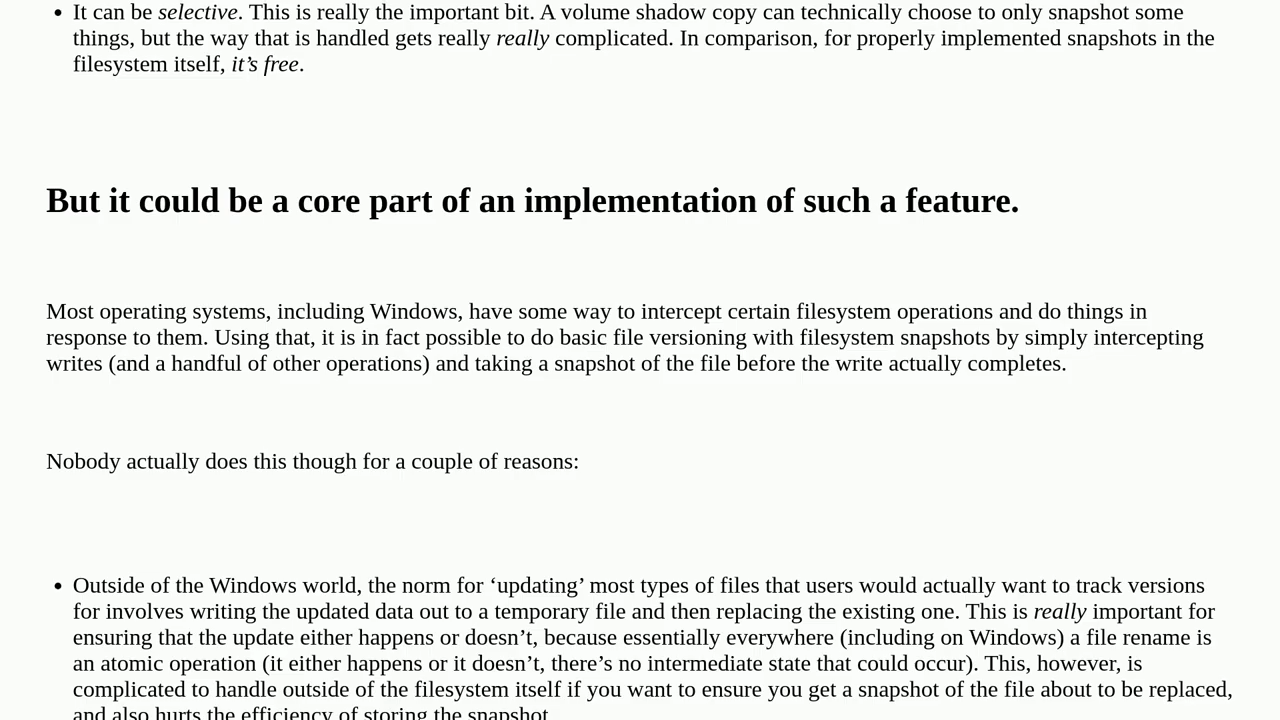 • It can be selective. This is really the important bit. A volume shadow copy can technically choose to only snapshot some
things, but the way that is handled gets really really complicated. In comparison, for properly implemented snapshots in the
filesystem itself, it’s free.
But it could be a core part of an implementation of such a feature.
Most operating systems, including Windows, have some way to intercept certain filesystem operations and do things in
response to them. Using that, it is in fact possible to do basic file versioning with filesystem snapshots by simply intercepting
writes (and a handful of other operations) and taking a snapshot of the file before the write actually completes.
Nobody actually does this though for a couple of reasons:
• Outside of the Windows world, the norm for ‘updating’ most types of files that users would actually want to track versions
for involves writing the updated data out to a temporary file and then replacing the existing one. This is really important for
ensuring that the update either happens or doesn’t, because essentially everywhere (including on Windows) a file rename is
an atomic operation (it either happens or it doesn’t, there’s no intermediate state that could occur). This, however, is
complicated to handle outside of the filesystem itself if you want to ensure you get a snapshot of the file about to be replaced,
and also hurts the efficiency of storing the snapshot.